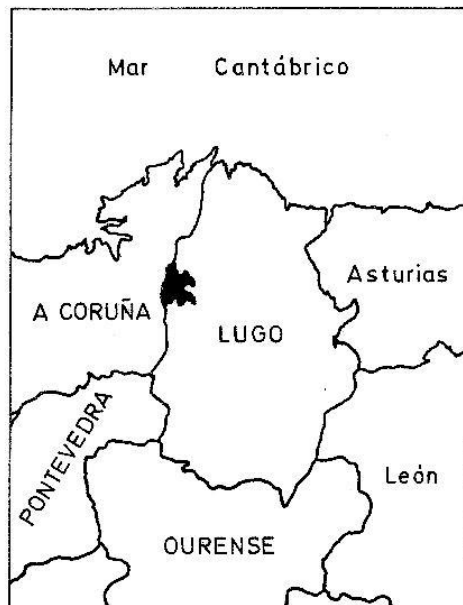 Mar Cantábrico
Asturias
A CORUÑA
LUGO
PONTEVEDRA
León
OURENSE